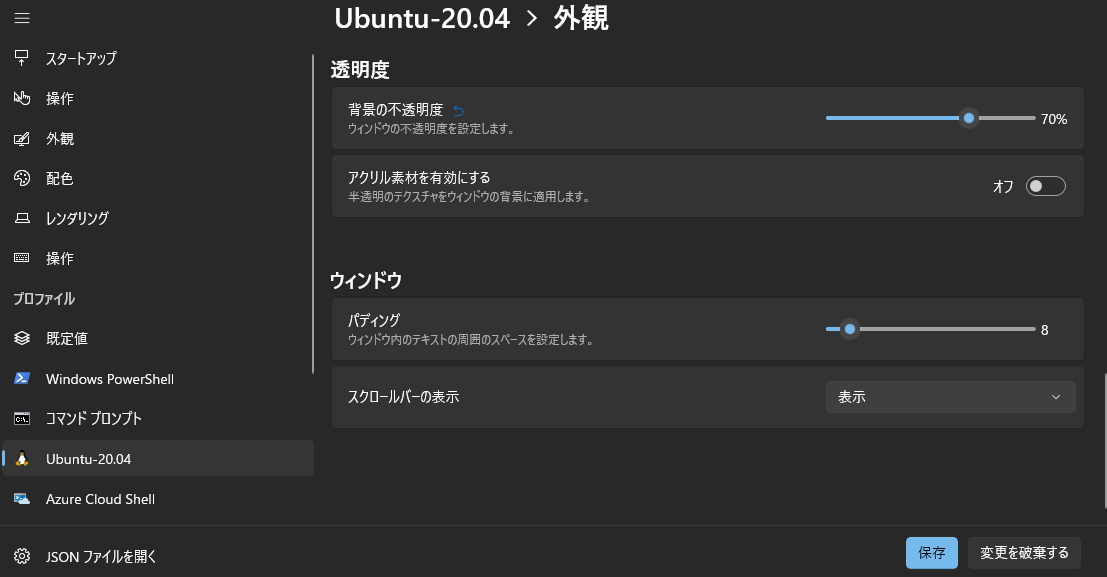 Ubuntu-20.04 > 外観
スタートアップ
操作
外観
配色
レンダリング
操作
プロファイル
既定値
Windows PowerShell
コマンド プロンプト
Ubuntu-20.04
Azure Cloud Shell
JSON ファイルを開く
透明度
背景の不透明度
ウィンドウの不透明度を設定します。
70%
アクリル素材を有効にする
半透明のテクスチャをウィンドウの背景に適用します。
オフ
ウィンドウ
パディング
ウィンドウ内のテキストの周囲のスペースを設定します。
8
スクロールバーの表示
表示
保存
変更を破棄する